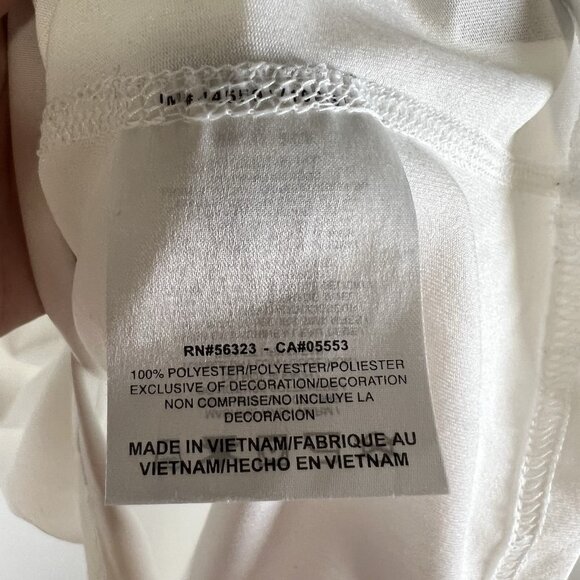 RN#56323 - CA#05553
100% POLYESTER/POLYESTER/POLIESTER
EXCLUSIVE OF DECORATION/DECORATION
NON COMPRISE/NO INCLUYE LA
DECORACION
MADE IN VIETNAM/FABRIQUE AU
VIETNAM/HECHO EN VIETNAM